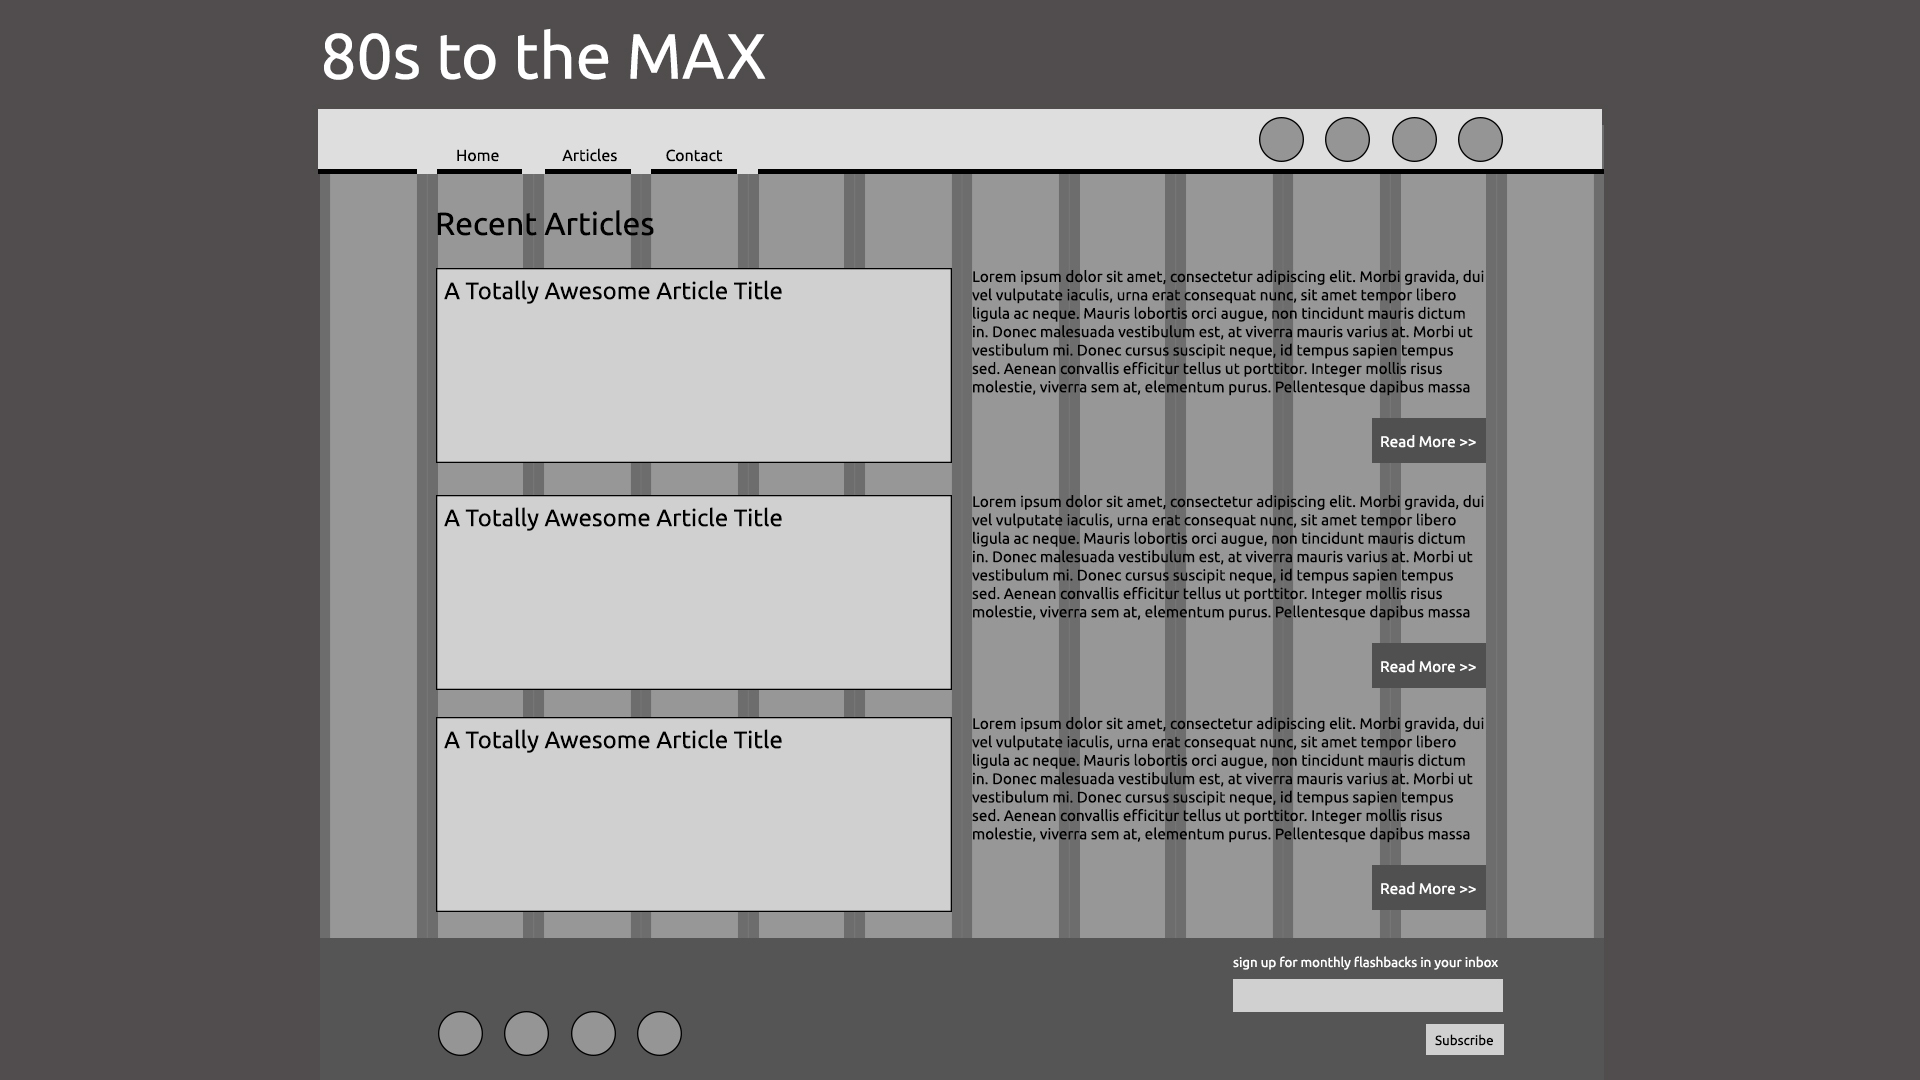 80s to the MAX
Home
Articles
Contact
Recent Articles
A Totally Awesome Article Title
Lorem ipsum dolor sit amet, consectetur adipiscing elit. Morbi gravida, dui
vel vulputate iaculis, urna erat consequat nunc, sit amet tempor libero
ligula ac neque. Mauris lobortis orci augue, non tincidunt mauris dictum
in. Donec malesuada vestibulum est, at viverra mauris varius at. Morbi ut
vestibulum mi. Donec cursus suscipit neque, id tempus sapien tempus
sed. Aenean convallis efficitur tellus ut porttitor. Integer mollis risus
molestie, viverra sem at, elementum purus. Pellentesque dapibus massa
Read More >>
A Totally Awesome Article Title
Lorem ipsum dolor sit amet, consectetur adipiscing elit. Morbi gravida, dui
vel vulputate iaculis, urna erat consequat nunc, sit amet tempor libero
ligula ac neque. Mauris lobortis orci augue, non tincidunt mauris dictum
in. Donec malesuada vestibulum est, at viverra mauris varius at. Morbi ut
vestibulum mi. Donec cursus suscipit neque, id tempus sapien tempus
sed. Aenean convallis efficitur tellus ut porttitor. Integer mollis risus
molestie, viverra sem at, elementum purus. Pellentesque dapibus massa
Read More >>
A Totally Awesome Article Title
Lorem ipsum dolor sit amet, consectetur adipiscing elit. Morbi gravida, dui
vel vulputate iaculis, urna erat consequat nunc, sit amet tempor libero
ligula ac neque. Mauris lobortis orci augue, non tincidunt mauris dictum
in. Donec malesuada vestibulum est, at viverra mauris varius at. Morbi ut
vestibulum mi. Donec cursus suscipit neque, id tempus sapien tempus
sed. Aenean convallis efficitur tellus ut porttitor. Integer mollis risus
molestie, viverra sem at, elementum purus. Pellentesque dapibus massa
Read More >>
sign up for monthly flashbacks in your inbox
Subscribe